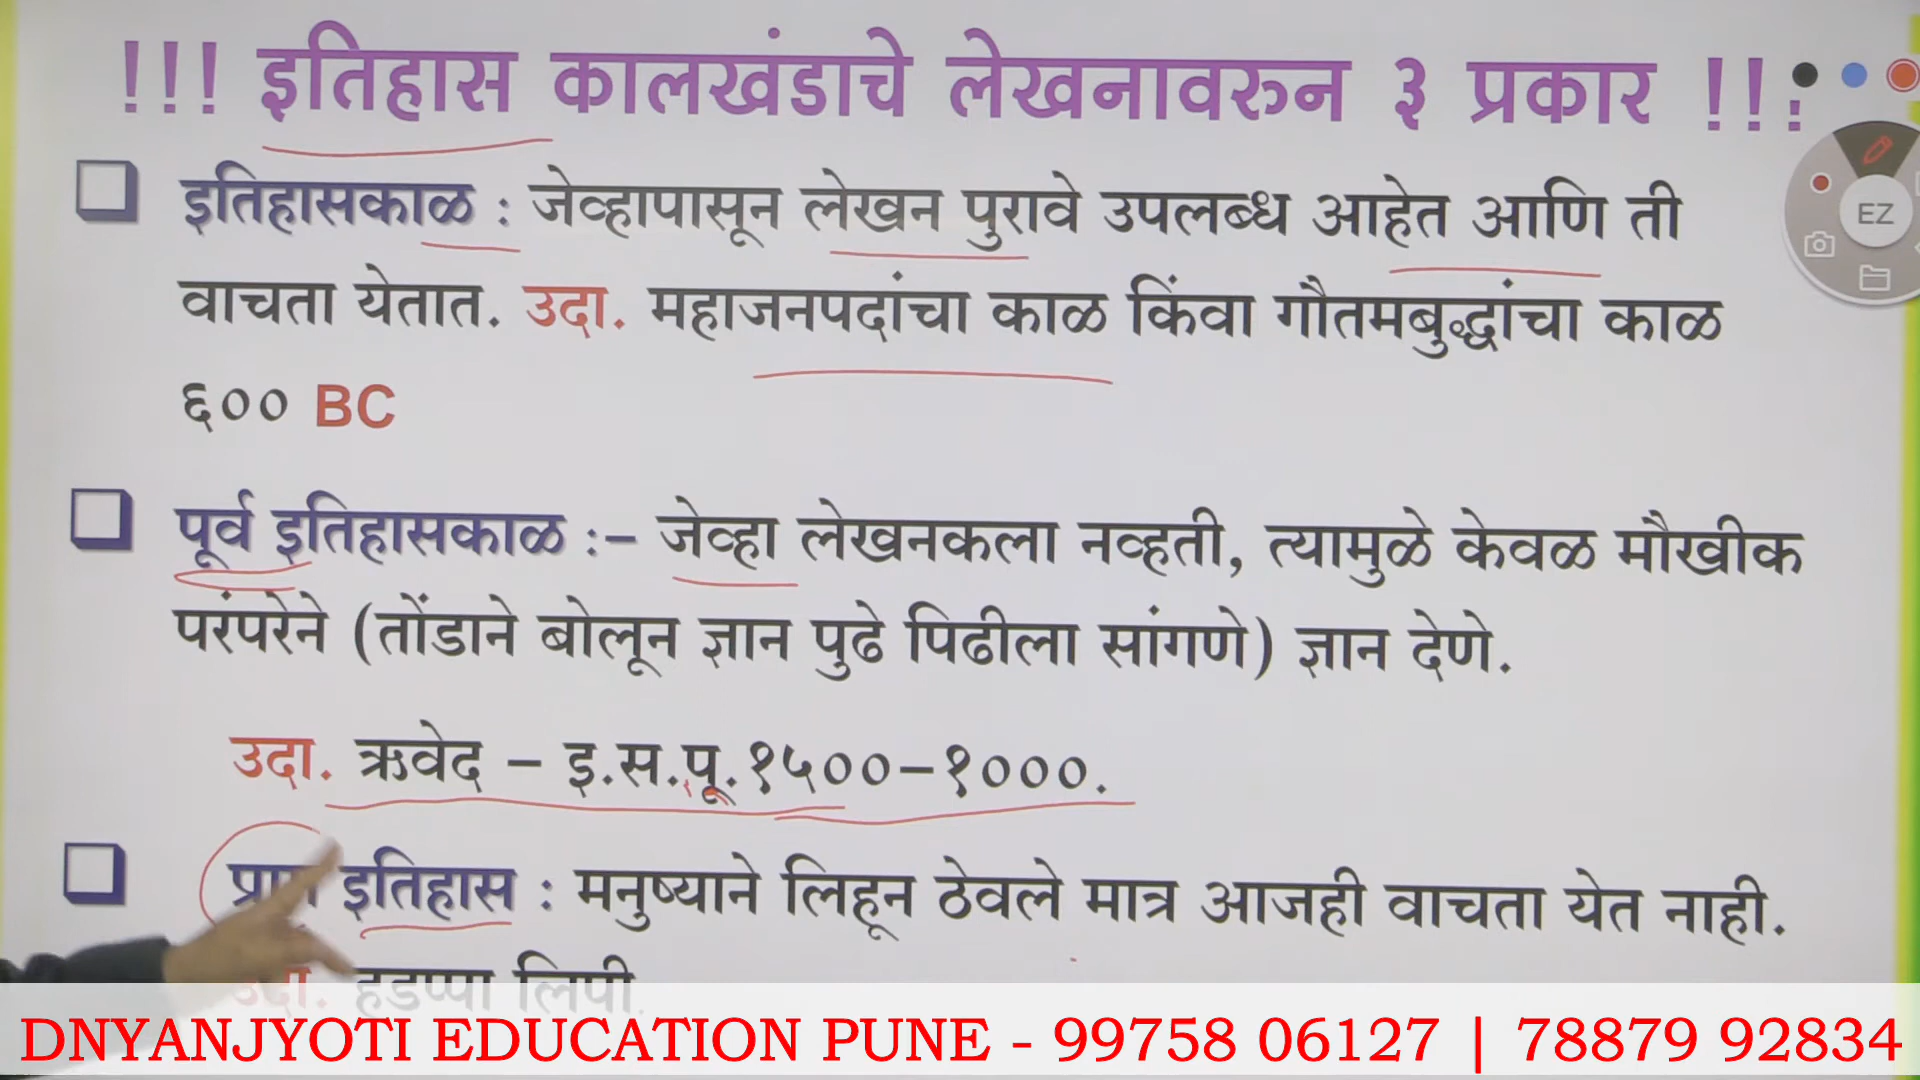 !!! इतिहास कालखंडाचे लेखनावरुन ३ प्रकार !!!
इतिहासकाळ : जेव्हापासून लेखन पुरावे उपलब्ध आहेत आणि ती
वाचता येतात. उदा. महाजनपदांचा काळ किंवा गौतमबुद्धांचा काळ
६०० BC
EZ
पूर्व इतिहासकाळ :– जेव्हा लेखनकला नव्हती, त्यामुळे केवळ मौखीक
परंपरेने (तोंडाने बोलून ज्ञान पुढे पिढीला सांगणे) ज्ञान देणे.
उदा. ऋवेद – इ.स.पू.१५००–१०००.
इतिहास : मनुष्याने लिहून ठेवले मात्र आजही वाचता येत नाही.
उदा. हडप्पा लिपी.
DNYANJYOTI EDUCATION PUNE - 99758 06127 | 78879 92834